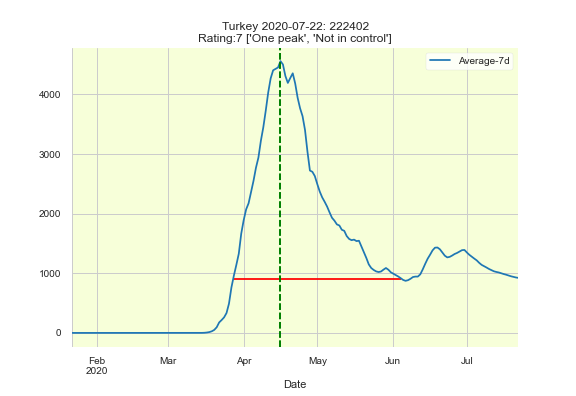 Turkey 2020-07-22: 222402
Rating:7 ['One peak', 'Not in control']
Average-7d
4000
3000
2000
1000
0
Feb
2020
Mar
Apr
May
Jun
Jul
Date